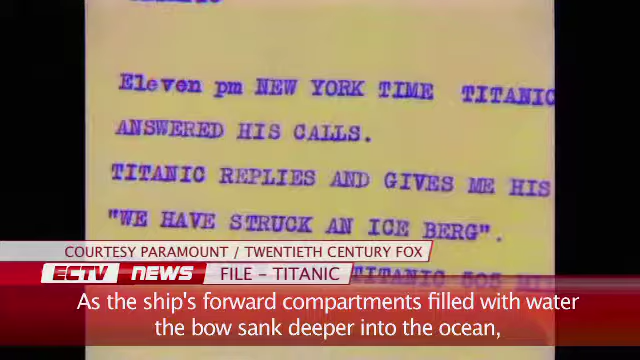 Eleven pm NEW YORK TIME TITANIC
ANSWERED HIS CALLS.
TITANIC REPLIES AND GIVES ME HIS
"WE HAVE STRUCK AN ICE BERG".
COURTESY PARAMOUNT / TWENTIETH CENTURY FOX
ECTV NEWS FILE – TITANIC
TITANIC 505
As the ship's forward compartments filled with water
the bow sank deeper into the ocean,